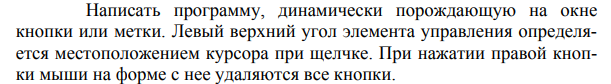 Написать программу, динамически порождающую на окне
кнопки или метки. Левый верхний угол элемента управления определя-
ется местоположением курсора при щелчке. При нажатии правой кноп-
ки мыши на форме с нее удаляются все кнопки.